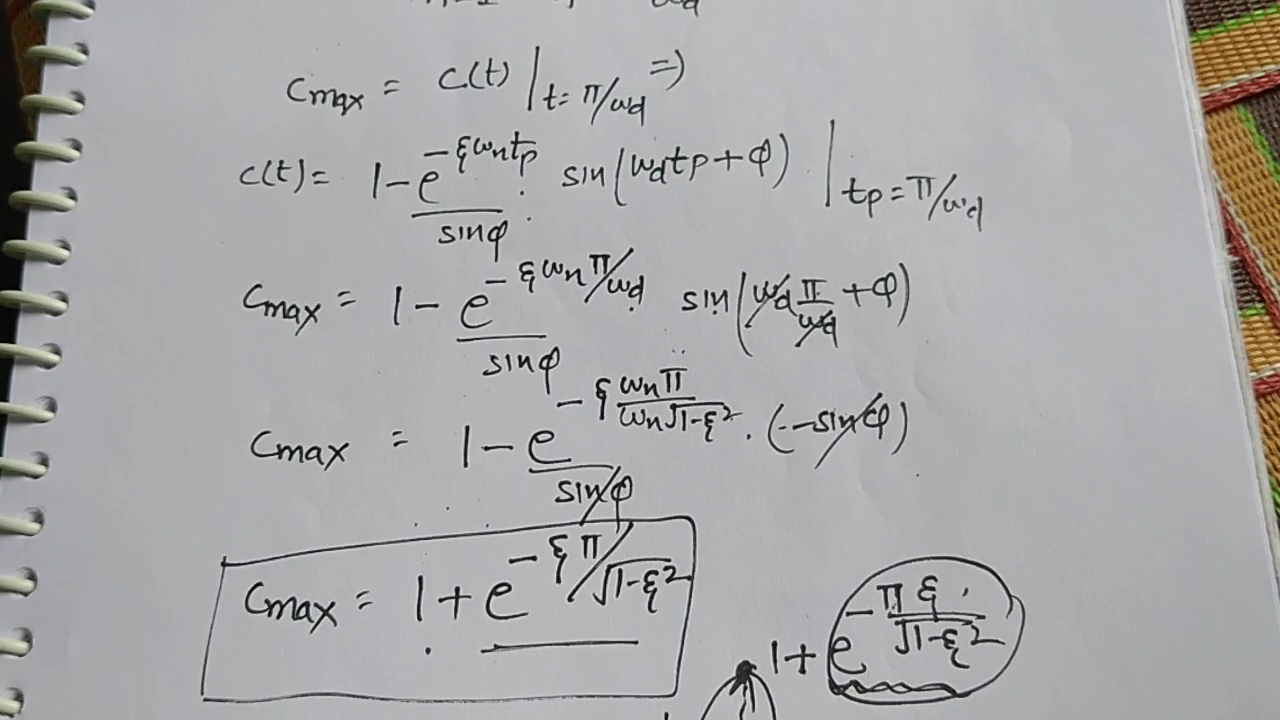 Cmax = c(t) |t= π/ωd =)
c(t)= 1-e^(-ξωntp)/sinφ . sin(ωdtp+φ) |tp=π/ωd
Cmax = 1-e^(-ξωnπ/ωd)/sinφ . sin(ωd π/ωd +φ)
Cmax = 1-e^(-ξ ωnπ/ωn√1-ξ²)/sinφ . (-sinφ)
Cmax = 1+e^(-ξπ/√1-ξ²)
1+e^(-πξ/√1-ξ²)